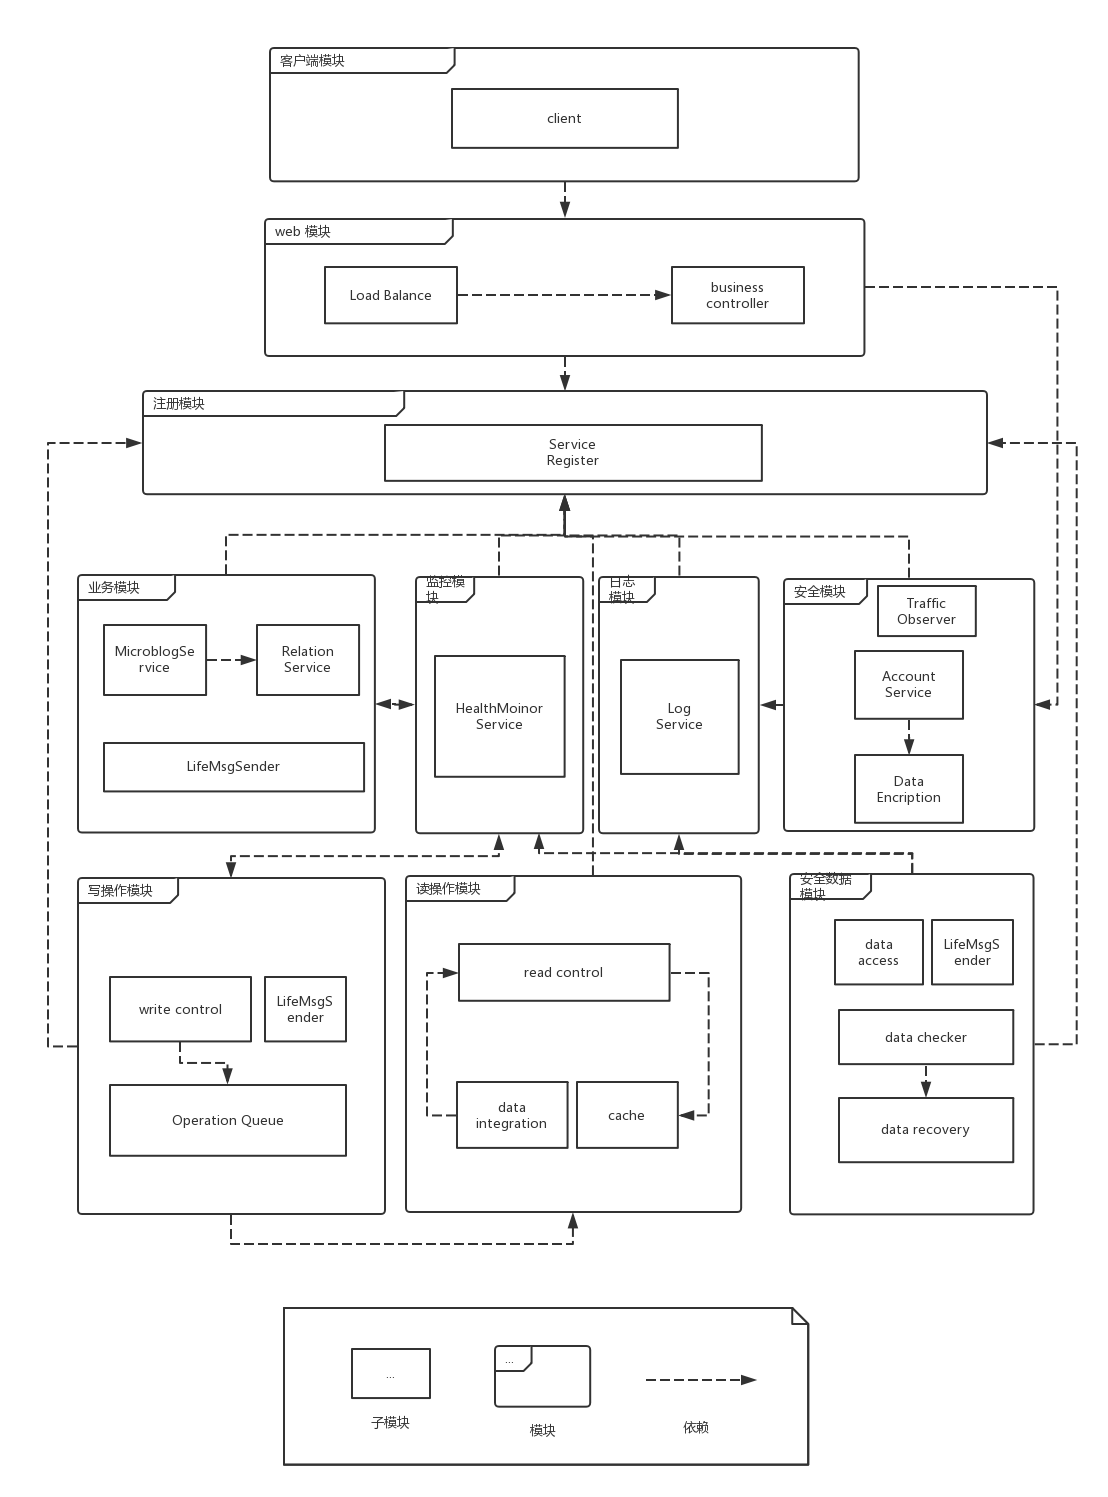 客户端模块
client
web 模块
Load Balance
business
controller
注册模块
Service
Register
业务模块
MicroblogSe
rvice
Relation
Service
LifeMsgSender
监控模
块
HealthMoinor
Service
日志
模块
Log
Service
安全模块
Traffic
Observer
Account
Service
Data
Encription
写操作模块
write control
LifeMsgS
ender
Operation Queue
读操作模块
read control
data
integration
cache
安全数据
模块
data
access
LifeMsgS
ender
data checker
data recovery
...
子模块
...
模块
依赖